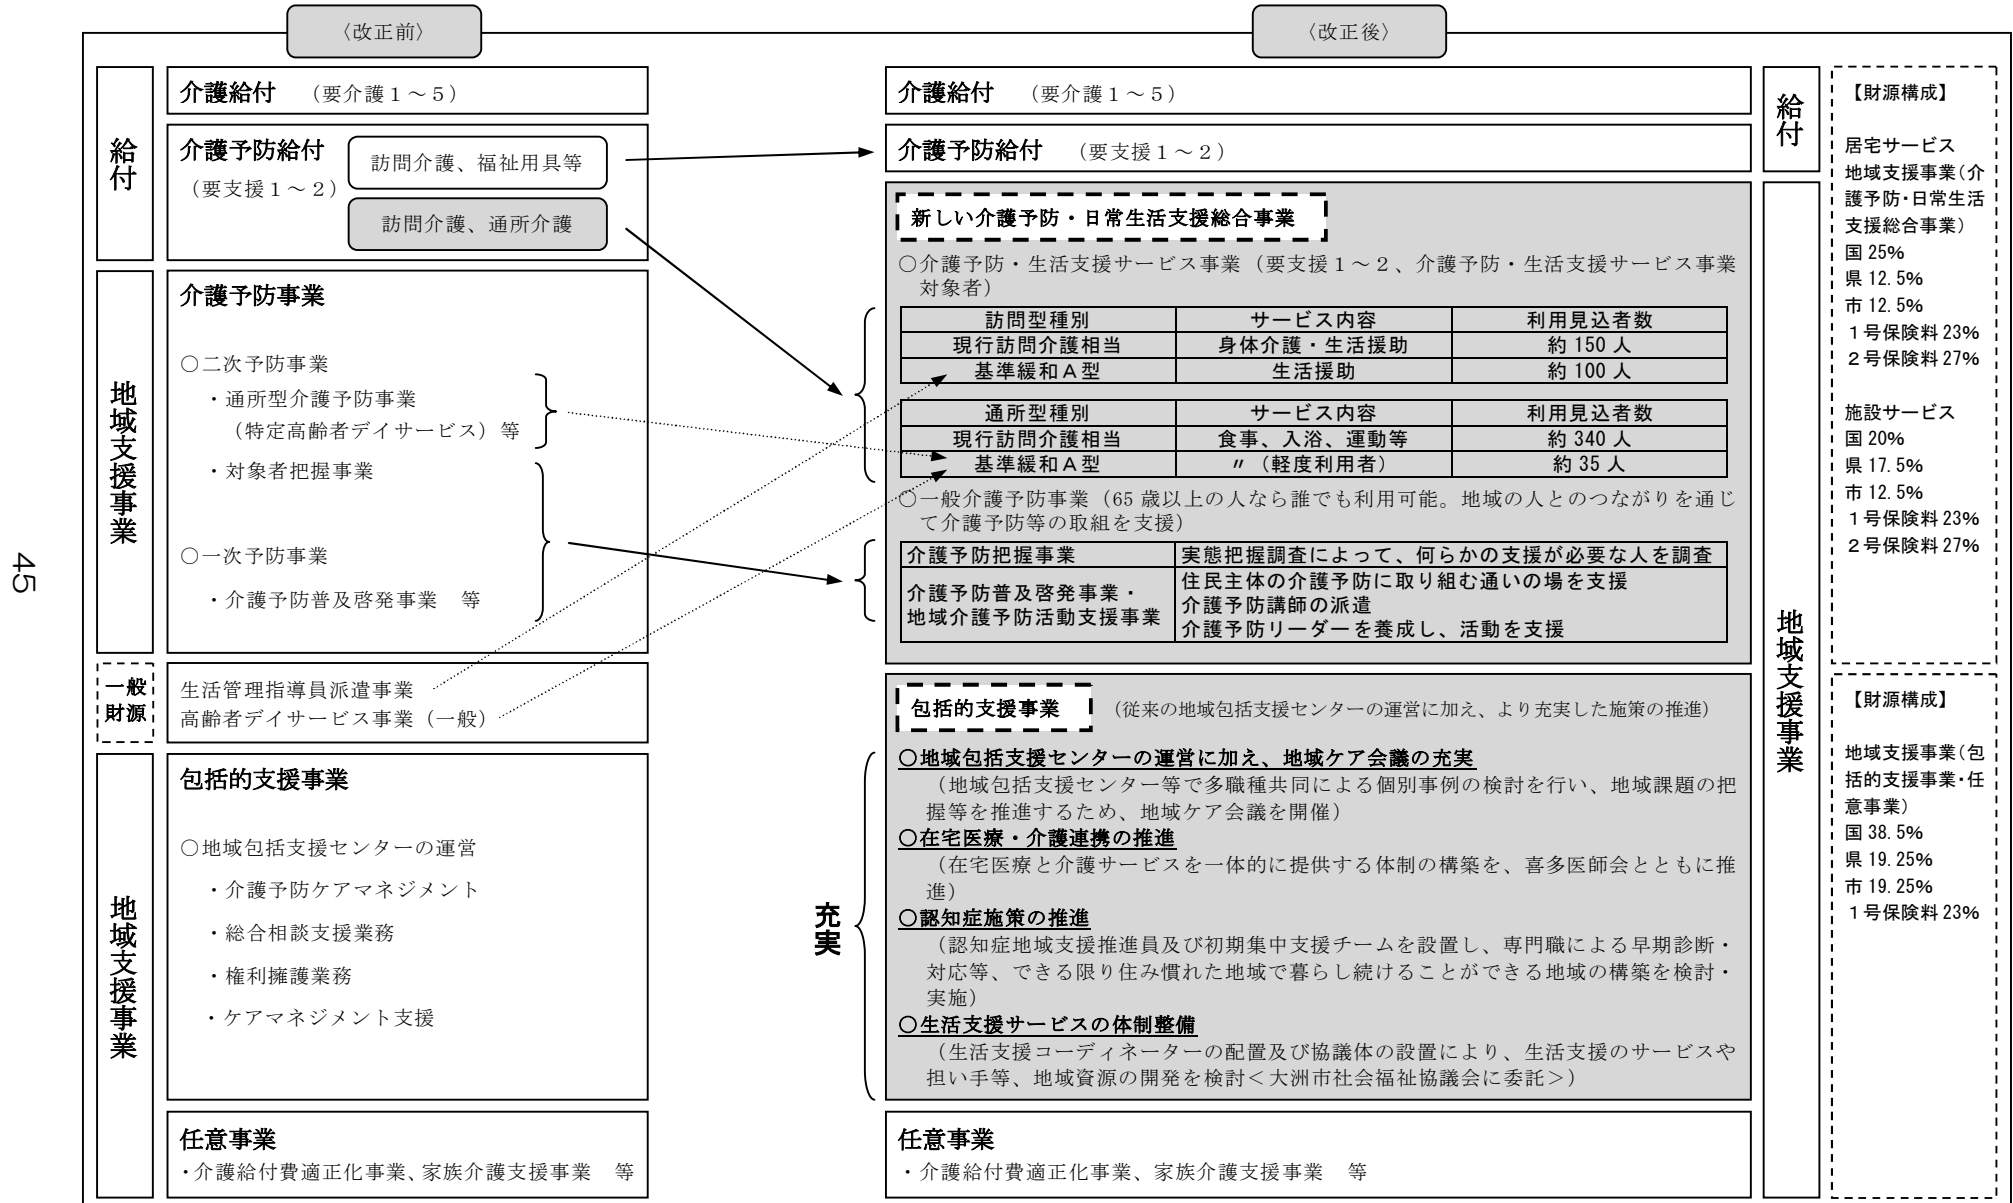 〈改正前〉
給付
介護給付　（要介護１～５）
介護予防給付
（要支援１～２）
訪問介護、福祉用具等
訪問介護、通所介護
地域支援事業
介護予防事業
○二次予防事業
・通所型介護予防事業
（特定高齢者デイサービス）等
・対象者把握事業
○一次予防事業
・介護予防普及啓発事業　等
一般
財源
生活管理指導員派遣事業
高齢者デイサービス事業（一般）
地域支援事業
包括的支援事業
○地域包括支援センターの運営
・介護予防ケアマネジメント
・総合相談支援業務
・権利擁護業務
・ケアマネジメント支援
任意事業
・介護給付費適正化事業、家族介護支援事業　等
〈改正後〉
介護給付　（要介護１～５）
介護予防給付　（要支援１～２）
新しい介護予防・日常生活支援総合事業
○介護予防・生活支援サービス事業（要支援１～２、介護予防・生活支援サービス事業
対象者）
訪問型種別　サービス内容　利用見込者数
現行訪問介護相当　身体介護・生活援助　約 150 人
基準緩和Ａ型　生活援助　約 100 人
通所型種別　サービス内容　利用見込者数
現行訪問介護相当　食事、入浴、運動等　約 340 人
基準緩和Ａ型　〃（軽度利用者）　約 35 人
○一般介護予防事業（65 歳以上の人なら誰でも利用可能。地域の人とのつながりを通じ
て介護予防等の取組を支援）
介護予防把握事業　実態把握調査によって、何らかの支援が必要な人を調査
介護予防普及啓発事業・
地域介護予防活動支援事業
住民主体の介護予防に取り組む通いの場を支援
介護予防講師の派遣
介護予防リーダーを養成し、活動を支援
包括的支援事業　（従来の地域包括支援センターの運営に加え、より充実した施策の推進）
充実
○地域包括支援センターの運営に加え、地域ケア会議の充実
（地域包括支援センター等で多職種共同による個別事例の検討を行い、地域課題の把
握等を推進するため、地域ケア会議を開催）
○在宅医療・介護連携の推進
（在宅医療と介護サービスを一体的に提供する体制の構築を、喜多医師会とともに推
進）
○認知症施策の推進
（認知症地域支援推進員及び初期集中支援チームを設置し、専門職による早期診断・
対応等、できる限り住み慣れた地域で暮らし続けることができる地域の構築を検討・
実施）
○生活支援サービスの体制整備
（生活支援コーディネーターの配置及び協議体の設置により、生活支援のサービスや
担い手等、地域資源の開発を検討＜大洲市社会福祉協議会に委託＞）
任意事業
・介護給付費適正化事業、家族介護支援事業　等
給付
地域支援事業
【財源構成】
居宅サービス
地域支援事業（介
護予防・日常生活
支援総合事業）
国 25%
県 12.5%
市 12.5%
１号保険料 23%
２号保険料 27%
施設サービス
国 20%
県 17.5%
市 12.5%
１号保険料 23%
２号保険料 27%
【財源構成】
地域支援事業（包
括的支援事業・任
意事業）
国 38.5%
県 19.25%
市 19.25%
１号保険料 23%
45